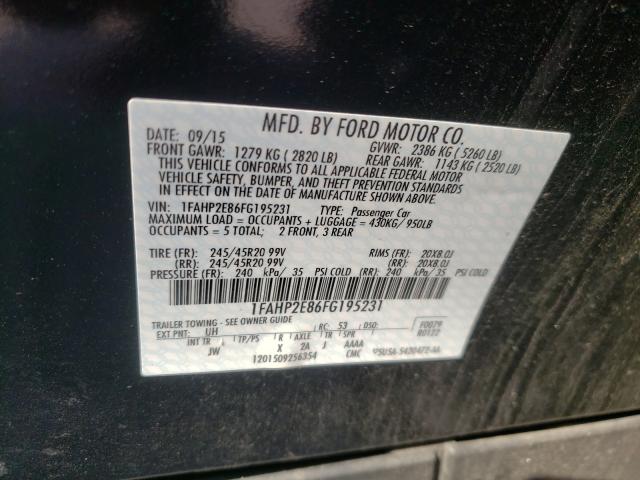 MFD. BY FORD MOTOR CO.
DATE: 09/15 GVWR: 2386 KG ( 5260 LB)
FRONT GAWR: 1279 KG ( 2820 LB) REAR GAWR: 1143 KG ( 2520 LB)
THIS VEHICLE CONFORMS TO ALL APPLICABLE FEDERAL MOTOR
VEHICLE SAFETY, BUMPER, AND THEFT PREVENTION STANDARDS
IN EFFECT ON THE DATE OF MANUFACTURE SHOWN ABOVE.
VIN: 1FAHP2E86FG195231 TYPE: Passenger Car
MAXIMUM LOAD = OCCUPANTS + LUGGAGE = 430KG/ 950LB
OCCUPANTS = 5 TOTAL; 2 FRONT, 3 REAR
TIRE (FR): 245/45R20 99V RIMS (FR): 20X8.0J
(RR): 245/45R20 99V (RR): 20X8.0J
PRESSURE (FR): 240 kPa/ 35 PSI COLD (RR): 240 kPa/ 35 PSI COLD
1FAHP2E86FG195231
TRAILER TOWING - SEE OWNER GUIDE RC: 53 DSO: F0079
EXT PNT: UH R0122
INT TR TP/PS R AXLE TR SPR
JW X 2A J AAAA
1201509256354 CMC